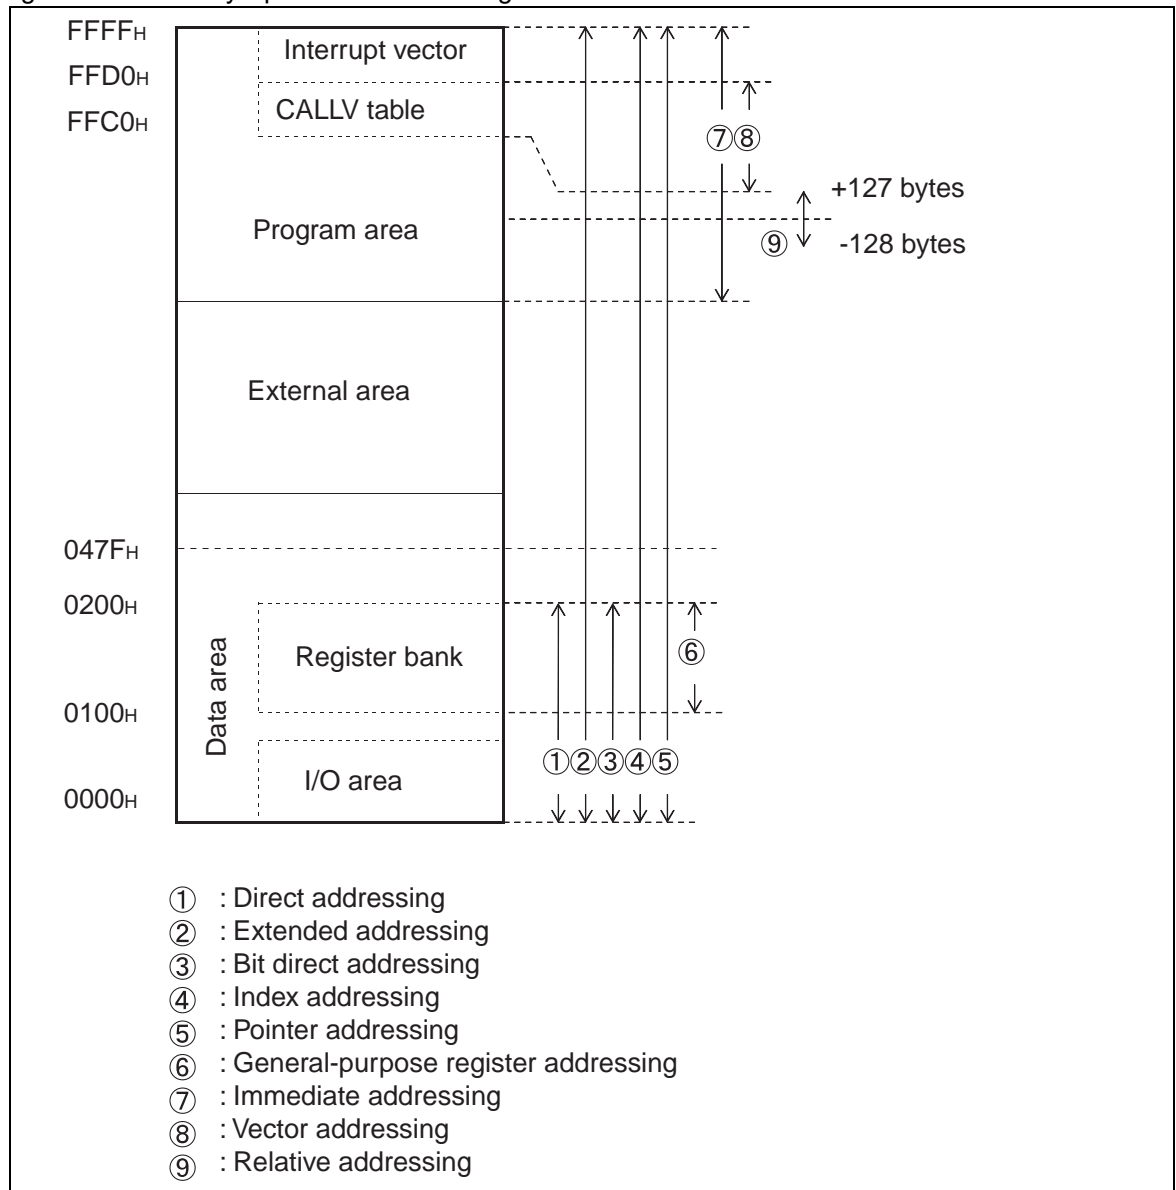 FFFFH
Interrupt vector
FFD0H
CALLV table
FFC0H
⑦⑧
+127 bytes
Program area
⑨
-128 bytes
External area
047FH
0200H
Data area
Register bank
⑥
0100H
①②③④⑤
I/O area
0000H
① : Direct addressing
② : Extended addressing
③ : Bit direct addressing
④ : Index addressing
⑤ : Pointer addressing
⑥ : General-purpose register addressing
⑦ : Immediate addressing
⑧ : Vector addressing
⑨ : Relative addressing